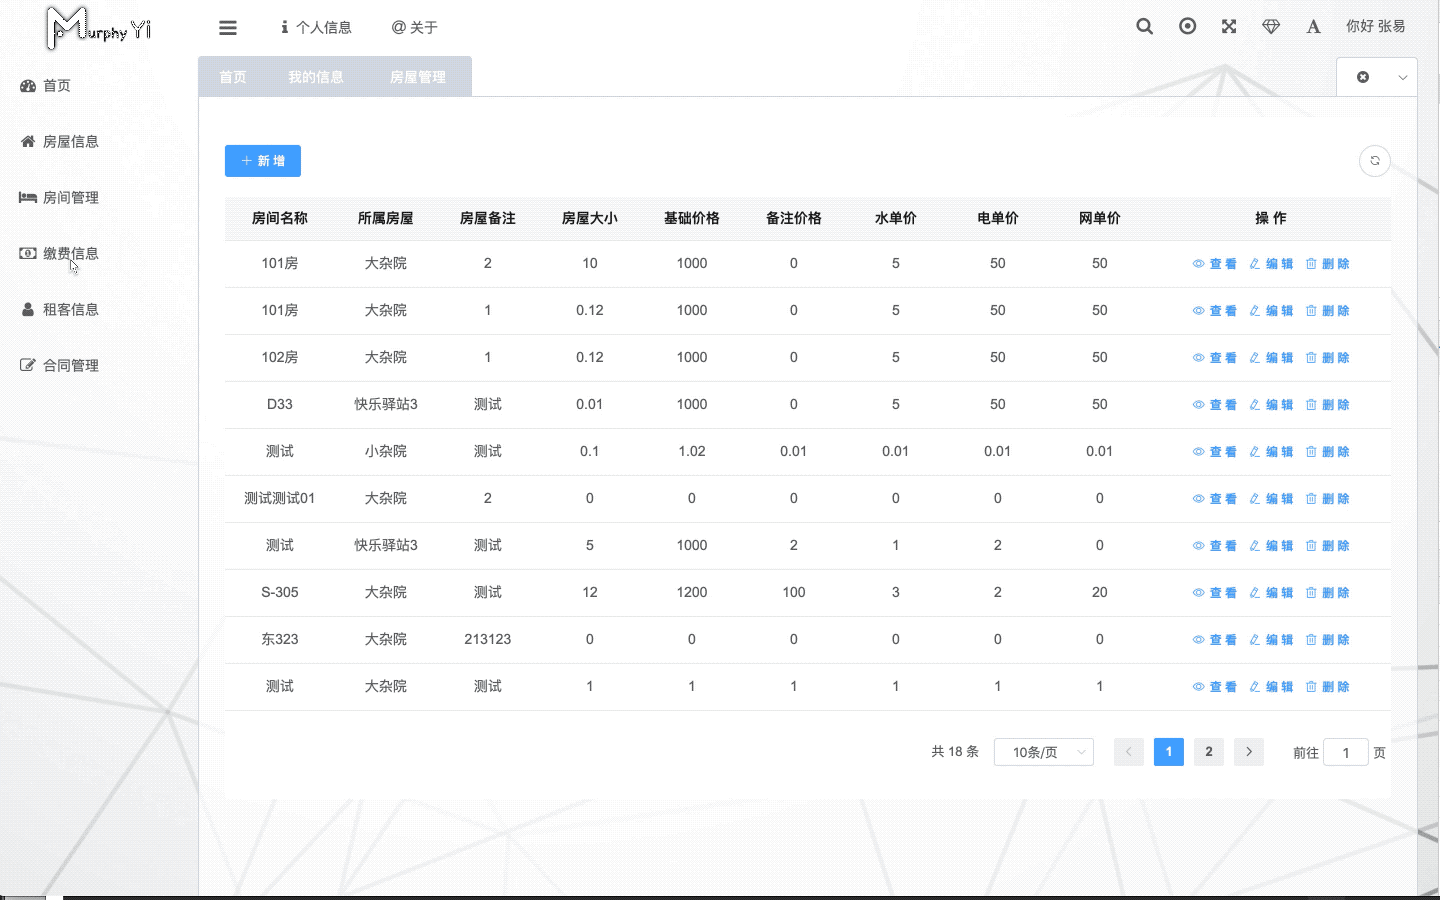 Murphy Yi
个人信息
@ 关于
你好 张易
首页
房屋信息
房间管理
缴费信息
租客信息
合同管理
首页 我的信息 房屋管理
+ 新增
房间名称 所属房屋 房屋备注 房屋大小 基础价格 备注价格 水单价 电单价 网单价 操作
101房 大杂院 2 10 1000 0 5 50 50 查看 编辑 删除
101房 大杂院 1 0.12 1000 0 5 50 50 查看 编辑 删除
102房 大杂院 1 0.12 1000 0 5 50 50 查看 编辑 删除
D33 快乐驿站3 测试 0.01 1000 0 5 50 50 查看 编辑 删除
测试 小杂院 测试 0.1 1.02 0.01 0.01 0.01 0.01 查看 编辑 删除
测试测试01 大杂院 2 0 0 0 0 0 0 查看 编辑 删除
测试 快乐驿站3 测试 5 1000 2 1 2 0 查看 编辑 删除
S-305 大杂院 测试 12 1200 100 3 2 20 查看 编辑 删除
东323 大杂院 213123 0 0 0 0 0 0 查看 编辑 删除
测试 大杂院 测试 1 1 1 1 1 1 查看 编辑 删除
共 18 条 10条/页 1 2 前往 1 页